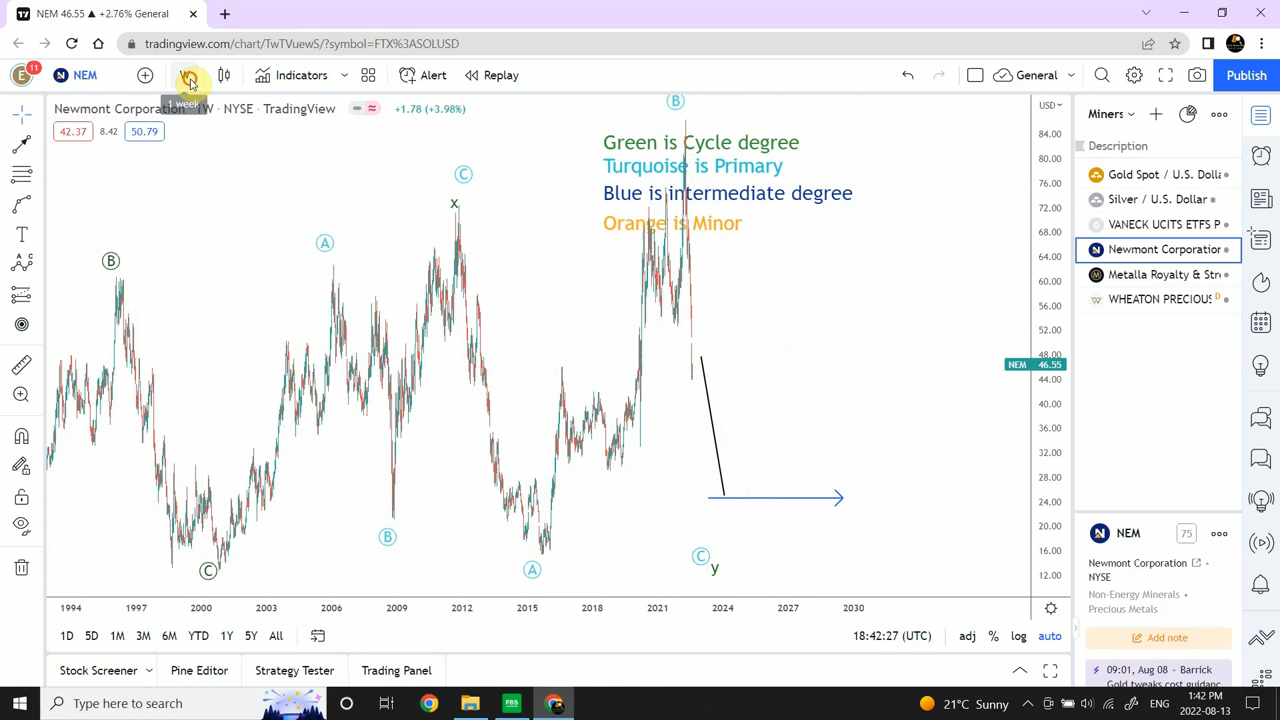 NEM 46.55 ▲ +2.76% General
tradingview.com/chart/TwTVuewS/?symbol=FTX%3ASOLUSD
E 11 NEM W Indicators Alert Replay General Publish
1 week
Newmont Corporation · 1W · NYSE · TradingView +1.78 (+3.98%)
42.37 8.42 50.79
USD
Green is Cycle degree
Turquoise is Primary
Blue is intermediate degree
Orange is Minor
B
C
x
A
B
B
C
A
A
C
y
84.00
80.00
76.00
72.00
68.00
64.00
60.00
56.00
52.00
48.00
NEM 46.55
44.00
40.00
36.00
32.00
28.00
24.00
20.00
16.00
12.00
1994 1997 2000 2003 2006 2009 2012 2015 2018 2021 2024 2027 2030
1D 5D 1M 3M 6M YTD 1Y 5Y All 18:42:27 (UTC) adj % log auto
Stock Screener Pine Editor Strategy Tester Trading Panel
Miners
Description
Gold Spot / U.S. Dolla
Silver / U.S. Dollar
VANECK UCITS ETFS P
Newmont Corporation
Metalla Royalty & Stre
WHEATON PRECIOUS D
NEM 75
Newmont Corporation
NYSE
Non-Energy Minerals •
Precious Metals
Add note
09:01, Aug 08 • Barrick
Gold tweaks cost guidanc
Type here to search
21°C Sunny
1:42 PM
2022-08-13